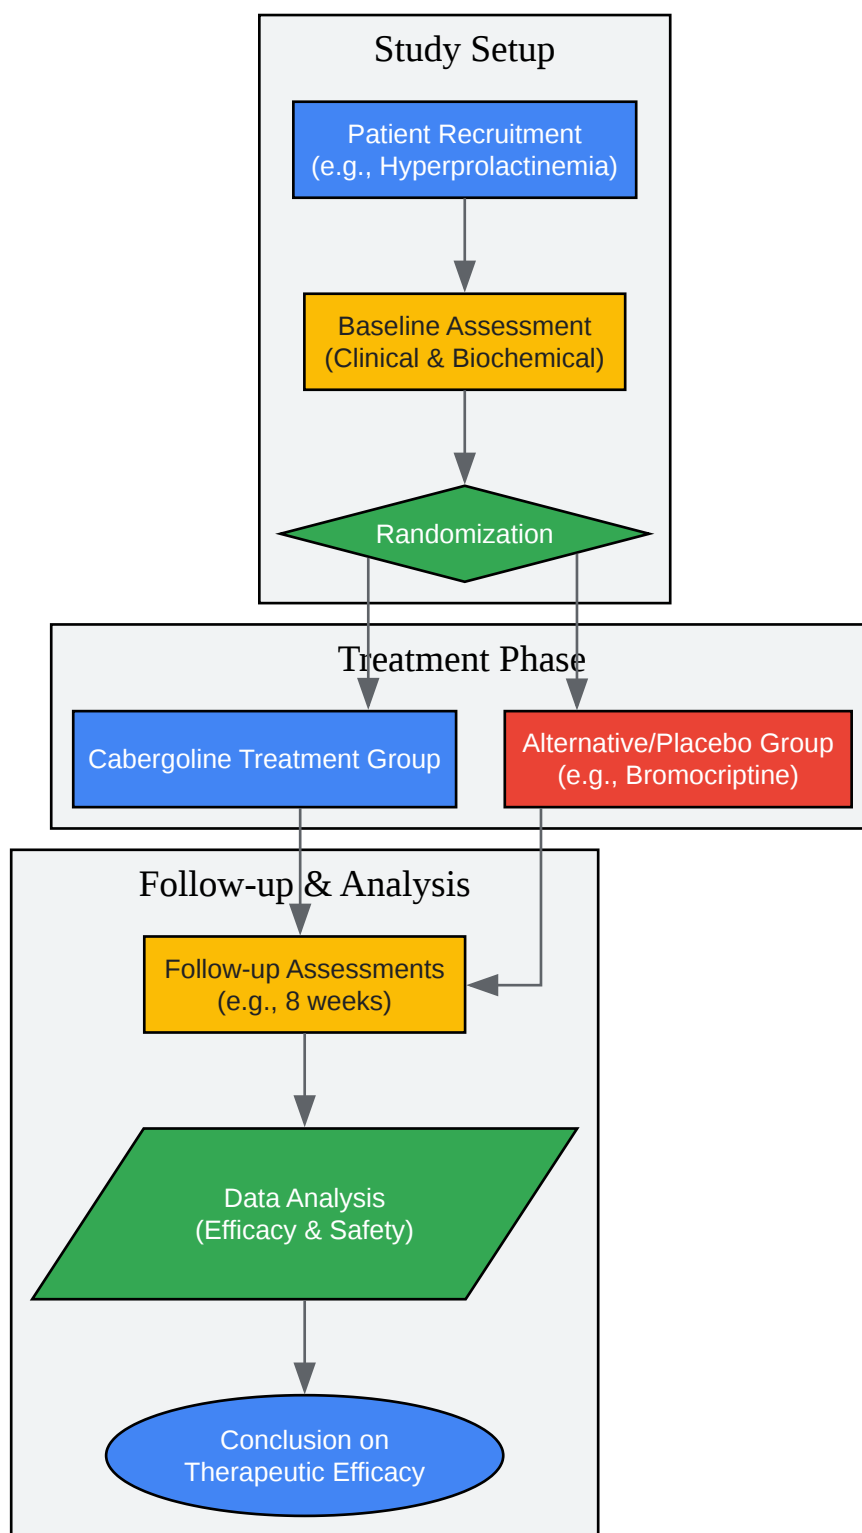 Study Setup
Patient Recruitment
(e.g., Hyperprolactinemia)
Baseline Assessment
(Clinical & Biochemical)
Randomization
Treatment Phase
Cabergoline Treatment Group
Alternative/Placebo Group
(e.g., Bromocriptine)
Follow-up & Analysis
Follow-up Assessments
(e.g., 8 weeks)
Data Analysis
(Efficacy & Safety)
Conclusion on
Therapeutic Efficacy